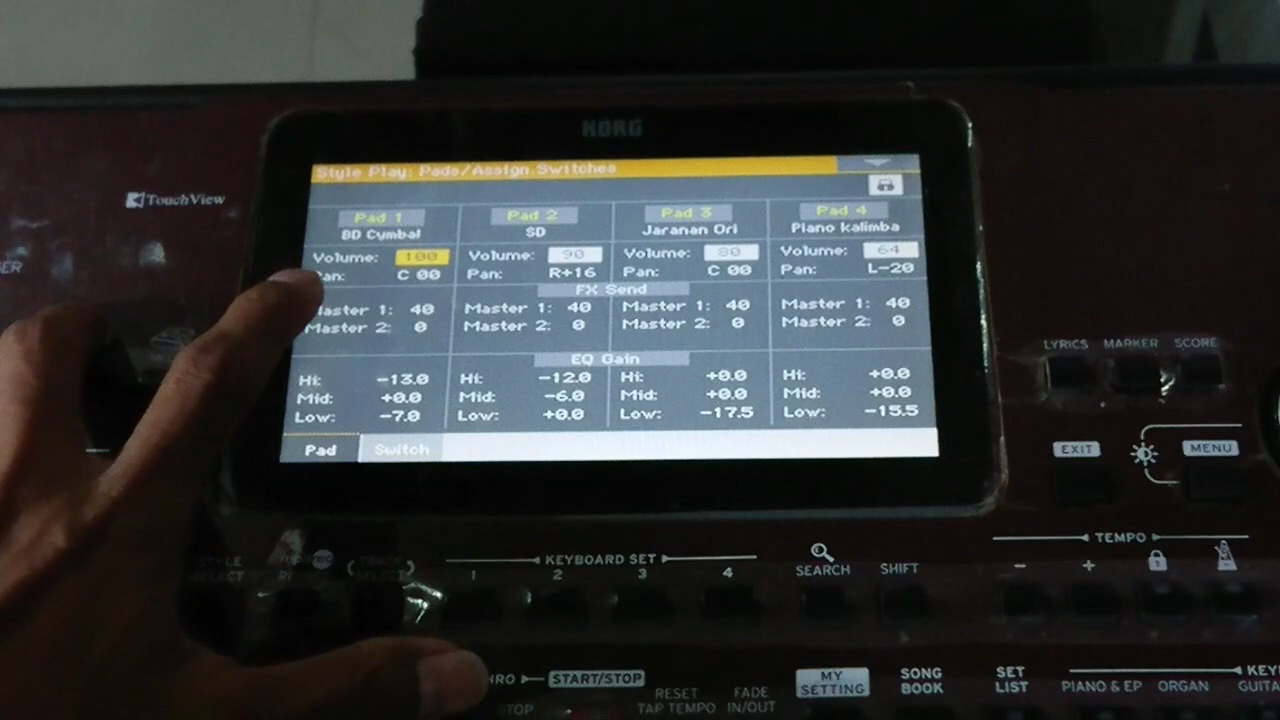 KORG
Style Play: Pads/Assign.Switches
TouchView
Pad 1 Pad 2 Pad 3 Pad 4
BD Cymbal SD Jaranan Ori Piano kalimba
Volume: 100 Volume: 90 Volume: 80 Volume: 64
Pan: C 00 Pan: R+16 Pan: C 00 Pan: L-20
FX Send
Master 1: 40 Master 1: 40 Master 1: 40 Master 1: 40
Master 2: 0 Master 2: 0 Master 2: 0 Master 2: 0
EQ Gain
Hi: -13.0 Hi: -12.0 Hi: +0.0 Hi: +0.0
Mid: +0.0 Mid: -6.0 Mid: +0.0 Mid: +0.0
Low: -7.0 Low: +0.0 Low: -17.5 Low: -15.5
Pad Switch
LYRICS MARKER SCORE
EXIT MENU
TEMPO
- +
KEYBOARD SET
1 2 3 4
SEARCH SHIFT
START/STOP
RESET
TAP TEMPO
FADE
IN/OUT
MY
SETTING
SONG
BOOK
SET
LIST
PIANO & EP ORGAN